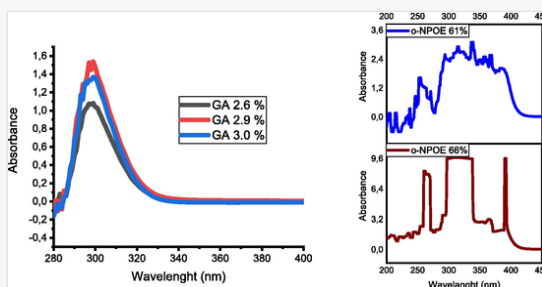 Absorbance
1,6
1,4
1,2
1,0
0,8
0,6
0,4
0,2
0,0
-0,2
-0,4
GA 2.6 %
GA 2.9 %
GA 3.0 %
280 300 320 340 360 380 400
Wavelenght (nm)
200 250 300 350 400 450
o-NPOE 61%
Absorbance
3,6
2,4
1,2
0,0
o-NPOE 66%
Absorbance
9,6
6,4
3,2
0,0
200 250 300 350 400 45
Wavelanght (nm)